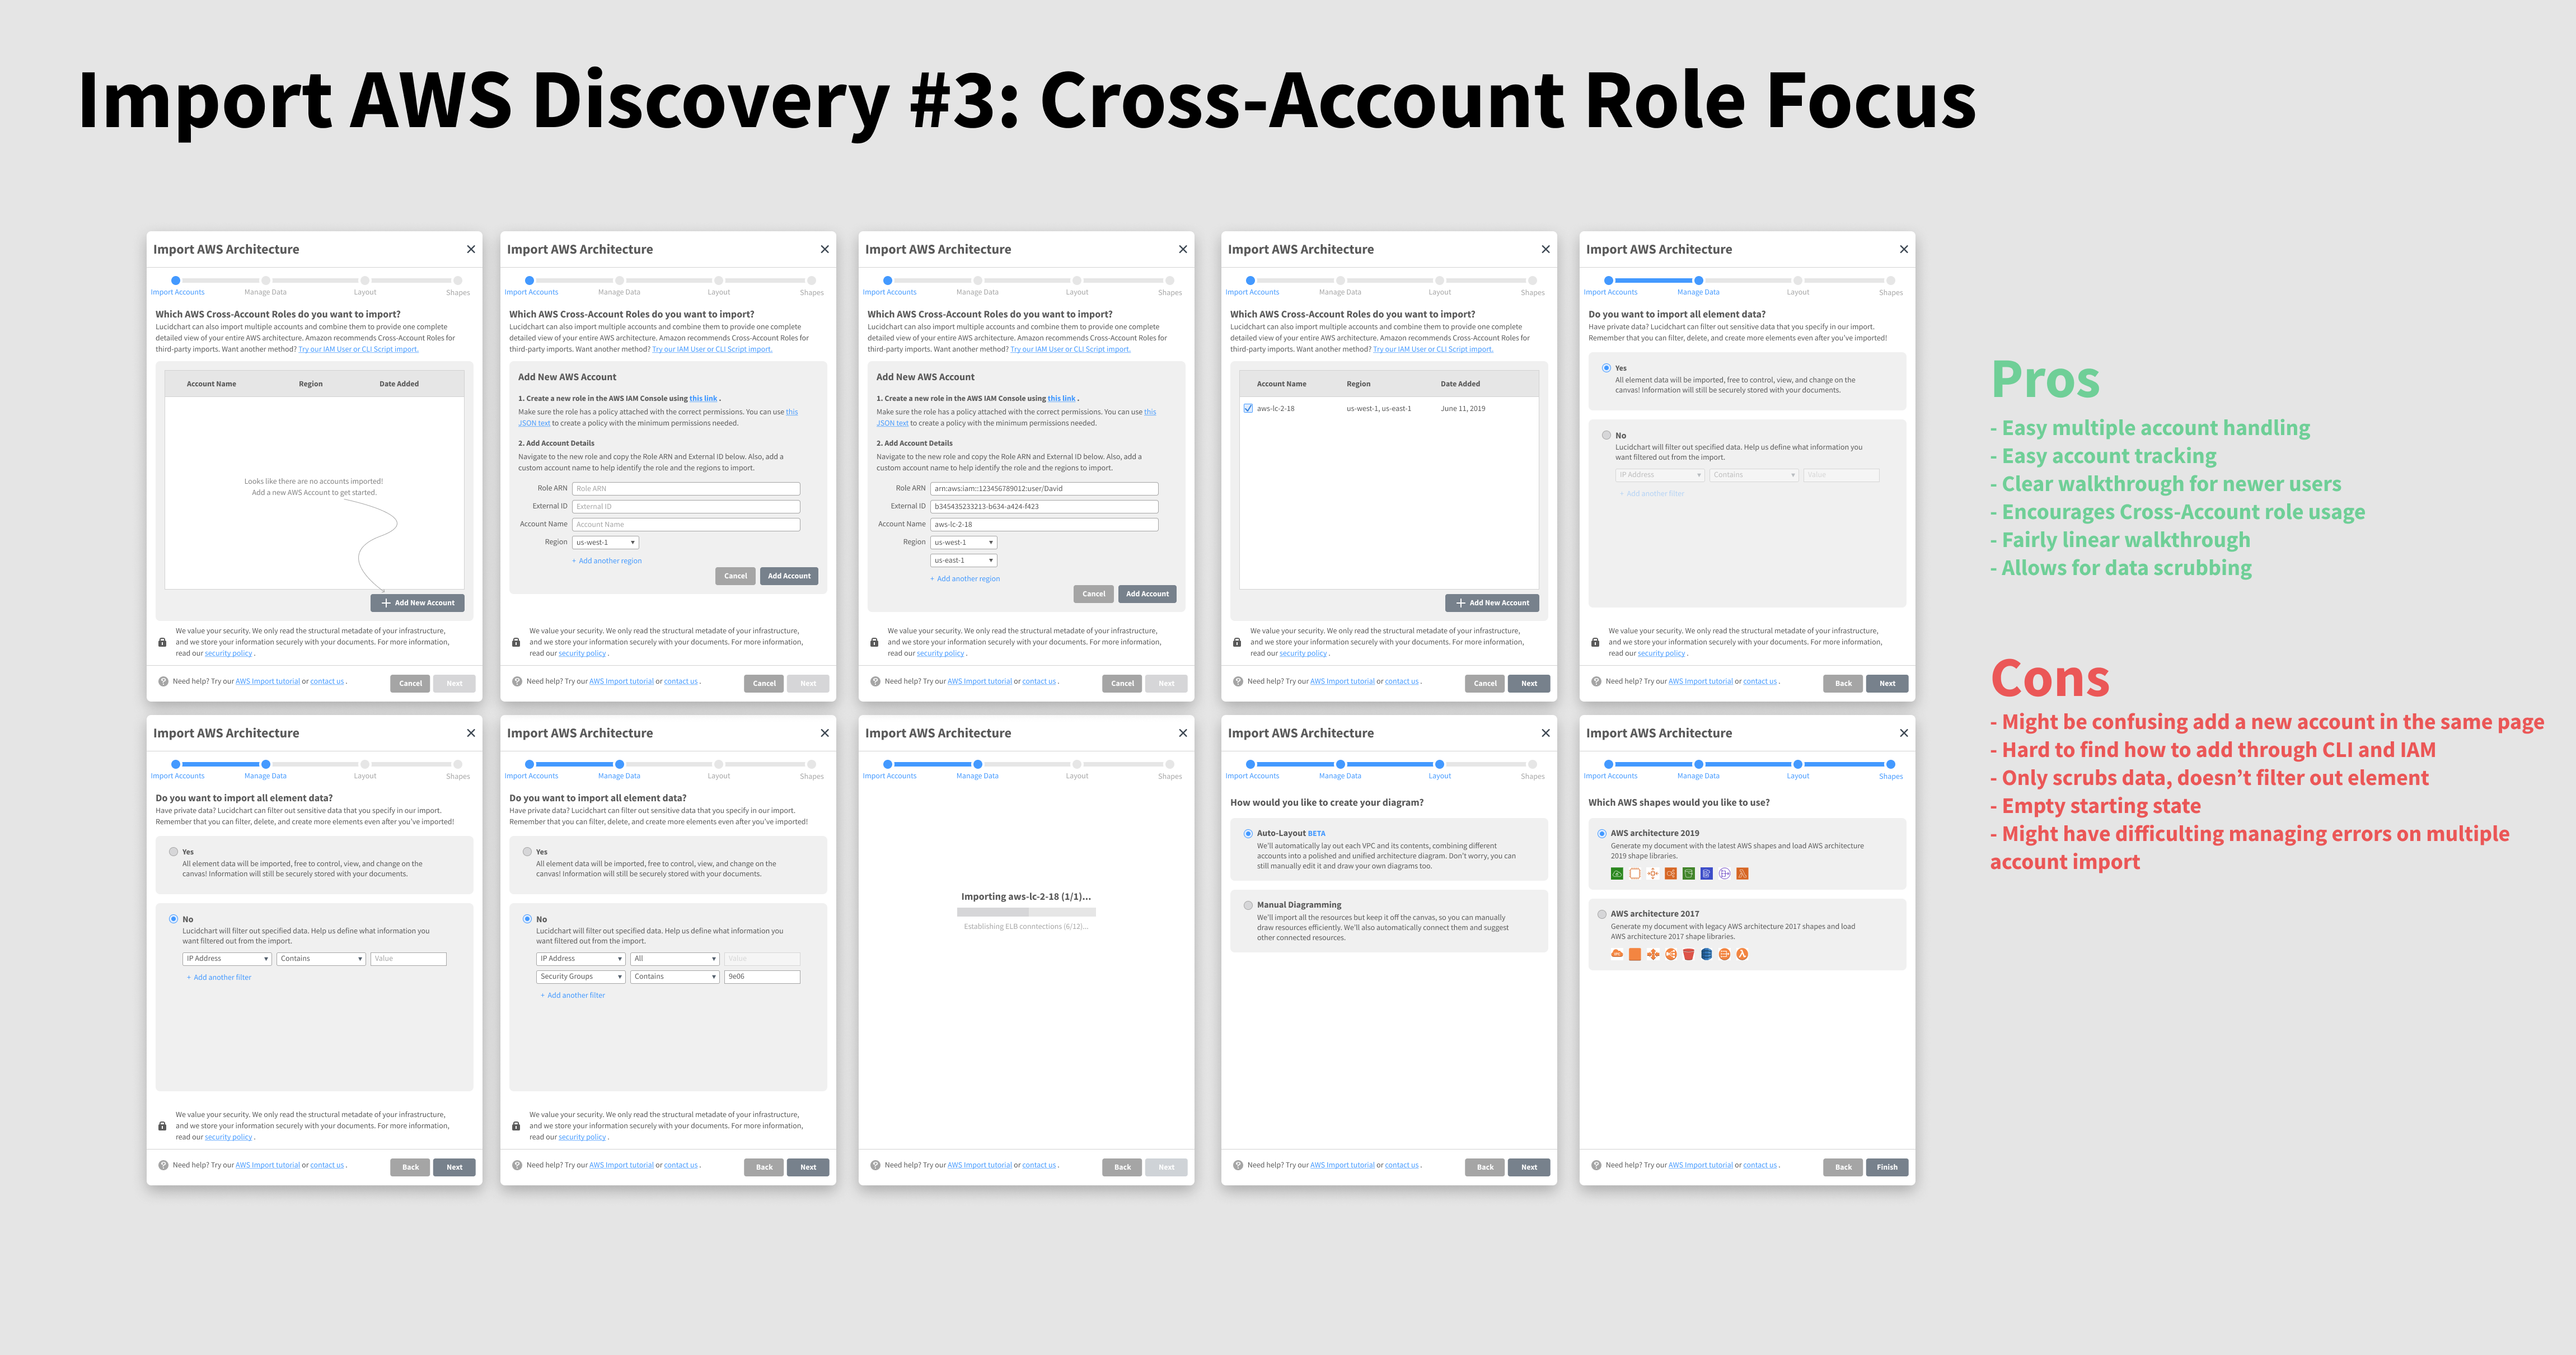 Import AWS Discovery #3: Cross-Account Role Focus
Import AWS Architecture
Import Accounts Manage Data Layout Shapes
Which AWS Cross-Account Roles do you want to import?
Lucidchart can also import multiple accounts and combine them to provide one complete
detailed view of your entire AWS architecture. Amazon recommends Cross-Account Roles for
third-party imports. Want another method? Try our IAM User or CLI Script import.
Account Name Region Date Added
Looks like there are no accounts imported!
Add a new AWS Account to get started.
+ Add New Account
We value your security. We only read the structural metadate of your infrastructure,
and we store your information securely with your documents. For more information,
read our security policy .
Need help? Try our AWS Import tutorial or contact us .
Cancel Next
Import AWS Architecture
Import Accounts Manage Data Layout Shapes
Which AWS Cross-Account Roles do you want to import?
Lucidchart can also import multiple accounts and combine them to provide one complete
detailed view of your entire AWS architecture. Amazon recommends Cross-Account Roles for
third-party imports. Want another method? Try our IAM User or CLI Script import.
Add New AWS Account
1. Create a new role in the AWS IAM Console using this link .
Make sure the role has a policy attached with the correct permissions. You can use this
JSON text to create a policy with the minimum permissions needed.
2. Add Account Details
Navigate to the new role and copy the Role ARN and External ID below. Also, add a
custom account name to help identify the role and the regions to import.
Role ARN Role ARN
External ID External ID
Account Name Account Name
Region us-west-1
+ Add another region
Cancel Add Account
We value your security. We only read the structural metadate of your infrastructure,
and we store your information securely with your documents. For more information,
read our security policy .
Need help? Try our AWS Import tutorial or contact us .
Cancel Next
Import AWS Architecture
Import Accounts Manage Data Layout Shapes
Which AWS Cross-Account Roles do you want to import?
Lucidchart can also import multiple accounts and combine them to provide one complete
detailed view of your entire AWS architecture. Amazon recommends Cross-Account Roles for
third-party imports. Want another method? Try our IAM User or CLI Script import.
Add New AWS Account
1. Create a new role in the AWS IAM Console using this link .
Make sure the role has a policy attached with the correct permissions. You can use this
JSON text to create a policy with the minimum permissions needed.
2. Add Account Details
Navigate to the new role and copy the Role ARN and External ID below. Also, add a
custom account name to help identify the role and the regions to import.
Role ARN arn:aws:iam::123456789012:user/David
External ID b345435233213-b634-a424-f423
Account Name aws-lc-2-18
Region us-west-1
us-east-1
+ Add another region
Cancel Add Account
We value your security. We only read the structural metadate of your infrastructure,
and we store your information securely with your documents. For more information,
read our security policy .
Need help? Try our AWS Import tutorial or contact us .
Cancel Next
Import AWS Architecture
Import Accounts Manage Data Layout Shapes
Which AWS Cross-Account Roles do you want to import?
Lucidchart can also import multiple accounts and combine them to provide one complete
detailed view of your entire AWS architecture. Amazon recommends Cross-Account Roles for
third-party imports. Want another method? Try our IAM User or CLI Script import.
Account Name Region Date Added
aws-lc-2-18 us-west-1, us-east-1 June 11, 2019
+ Add New Account
We value your security. We only read the structural metadate of your infrastructure,
and we store your information securely with your documents. For more information,
read our security policy .
Need help? Try our AWS Import tutorial or contact us .
Cancel Next
Import AWS Architecture
Import Accounts Manage Data Layout Shapes
Do you want to import all element data?
Have private data? Lucidchart can filter out sensitive data that you specify in our import.
Remember that you can filter, delete, and create more elements even after you've imported!
Yes
All element data will be imported, free to control, view, and change on the
canvas! Information will still be securely stored with your documents.
No
Lucidchart will filter out specified data. Help us define what information you
want filtered out from the import.
IP Address Contains Value
+ Add another filter
We value your security. We only read the structural metadate of your infrastructure,
and we store your information securely with your documents. For more information,
read our security policy .
Need help? Try our AWS Import tutorial or contact us .
Back Next
Import AWS Architecture
Import Accounts Manage Data Layout Shapes
Do you want to import all element data?
Have private data? Lucidchart can filter out sensitive data that you specify in our import.
Remember that you can filter, delete, and create more elements even after you've imported!
Yes
All element data will be imported, free to control, view, and change on the
canvas! Information will still be securely stored with your documents.
No
Lucidchart will filter out specified data. Help us define what information you
want filtered out from the import.
IP Address Contains Value
+ Add another filter
We value your security. We only read the structural metadate of your infrastructure,
and we store your information securely with your documents. For more information,
read our security policy .
Need help? Try our AWS Import tutorial or contact us .
Back Next
Import AWS Architecture
Import Accounts Manage Data Layout Shapes
Do you want to import all element data?
Have private data? Lucidchart can filter out sensitive data that you specify in our import.
Remember that you can filter, delete, and create more elements even after you've imported!
Yes
All element data will be imported, free to control, view, and change on the
canvas! Information will still be securely stored with your documents.
No
Lucidchart will filter out specified data. Help us define what information you
want filtered out from the import.
IP Address All Value
Security Groups Contains 9e06
+ Add another filter
We value your security. We only read the structural metadate of your infrastructure,
and we store your information securely with your documents. For more information,
read our security policy .
Need help? Try our AWS Import tutorial or contact us .
Back Next
Import AWS Architecture
Import Accounts Manage Data Layout Shapes
Importing aws-lc-2-18 (1/1)...
Establishing ELB conntections (6/12)...
Need help? Try our AWS Import tutorial or contact us .
Back Next
Import AWS Architecture
Import Accounts Manage Data Layout Shapes
How would you like to create your diagram?
Auto-Layout BETA
We'll automatically lay out each VPC and its contents, combining different
accounts into a polished and unified architecture diagram. Don't worry, you can
still manually edit it and draw your own diagrams too.
Manual Diagramming
We'll import all the resources but keep it off the canvas, so you can manually
draw resources efficiently. We'll also automatically connect them and suggest
other connected resources.
Need help? Try our AWS Import tutorial or contact us .
Back Next
Import AWS Architecture
Import Accounts Manage Data Layout Shapes
Which AWS shapes would you like to use?
AWS architecture 2019
Generate my document with the latest AWS shapes and load AWS architecture
2019 shape libraries.
AWS architecture 2017
Generate my document with legacy AWS architecture 2017 shapes and load
AWS architecture 2017 shape libraries.
Need help? Try our AWS Import tutorial or contact us .
Back Finish
Pros
- Easy multiple account handling
- Easy account tracking
- Clear walkthrough for newer users
- Encourages Cross-Account role usage
- Fairly linear walkthrough
- Allows for data scrubbing
Cons
- Might be confusing add a new account in the same page
- Hard to find how to add through CLI and IAM
- Only scrubs data, doesn't filter out element
- Empty starting state
- Might have difficulting managing errors on multiple
account import